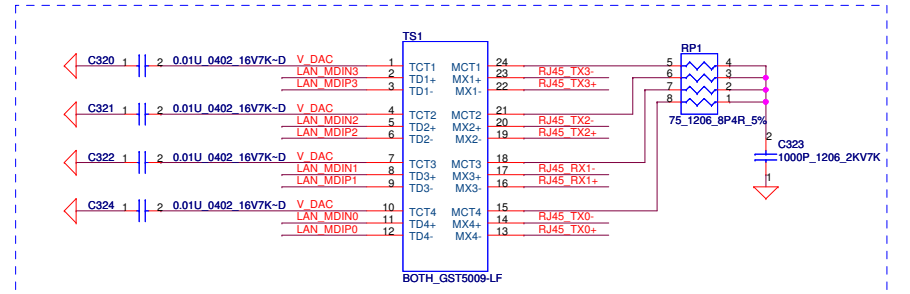 TS1
RP1
C320 1 2 0.01U_0402_16V7K~D V_DAC 1 TCT1 MCT1 24 5 4
LAN_MDIN3 2 TD1+ MX1+ 23 RJ45_TX3- 6 3
LAN_MDIP3 3 TD1- MX1- 22 RJ45_TX3+ 7 2
8 1
C321 1 2 0.01U_0402_16V7K~D V_DAC 4 TCT2 MCT2 21
LAN_MDIN2 5 TD2+ MX2+ 20 RJ45_TX2- 75_1206_8P4R_5%
LAN_MDIP2 6 TD2- MX2- 19 RJ45_TX2+
2 C323
1000P_1206_2KV7K
1
C322 1 2 0.01U_0402_16V7K~D V_DAC 7 TCT3 MCT3 18
LAN_MDIN1 8 TD3+ MX3+ 17 RJ45_RX1-
LAN_MDIP1 9 TD3- MX3- 16 RJ45_RX1+
C324 1 2 0.01U_0402_16V7K~D V_DAC 10 TCT4 MCT4 15
LAN_MDIN0 11 TD4+ MX4+ 14 RJ45_TX0-
LAN_MDIP0 12 TD4- MX4- 13 RJ45_TX0+
BOTH_GST5009-LF